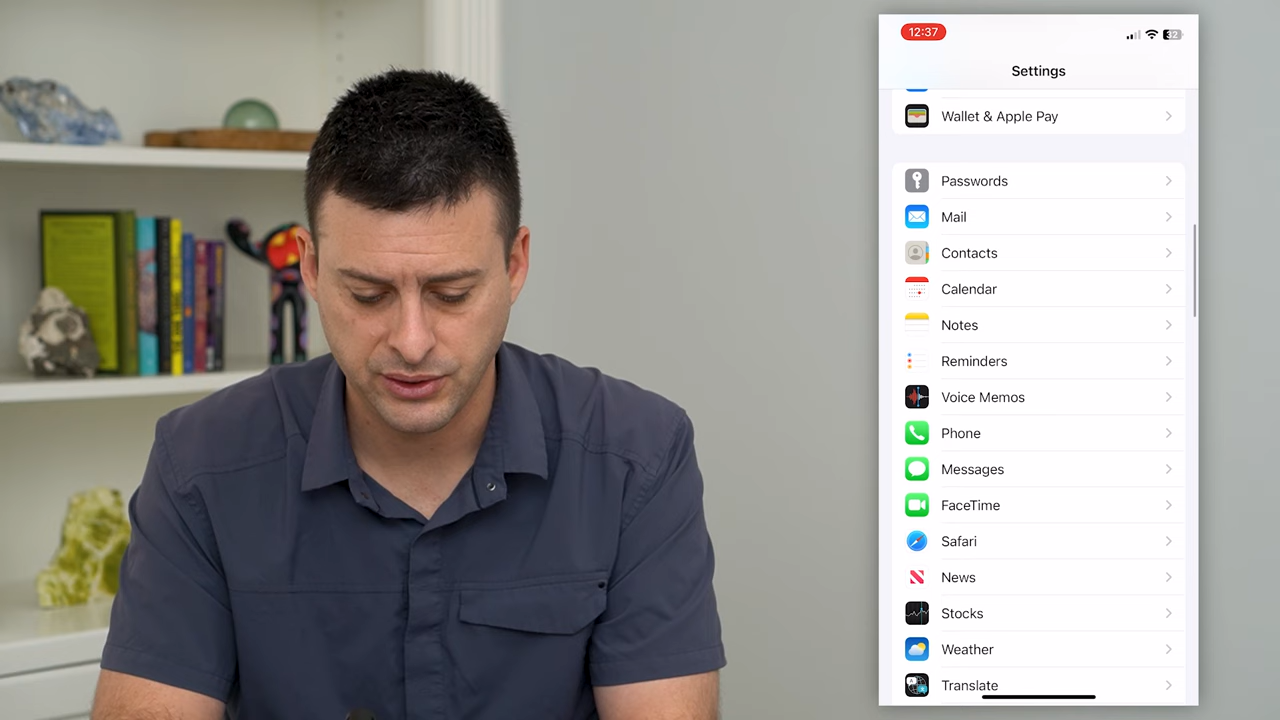 12:37
32
Settings
Wallet & Apple Pay
Passwords
Mail
Contacts
Calendar
Notes
Reminders
Voice Memos
Phone
Messages
FaceTime
Safari
News
Stocks
Weather
Translate